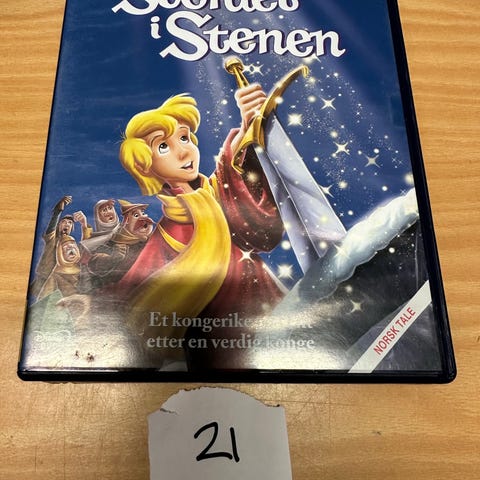 i Stenen
Et kongerike
etter en verdig konge
NORSK TALE
21